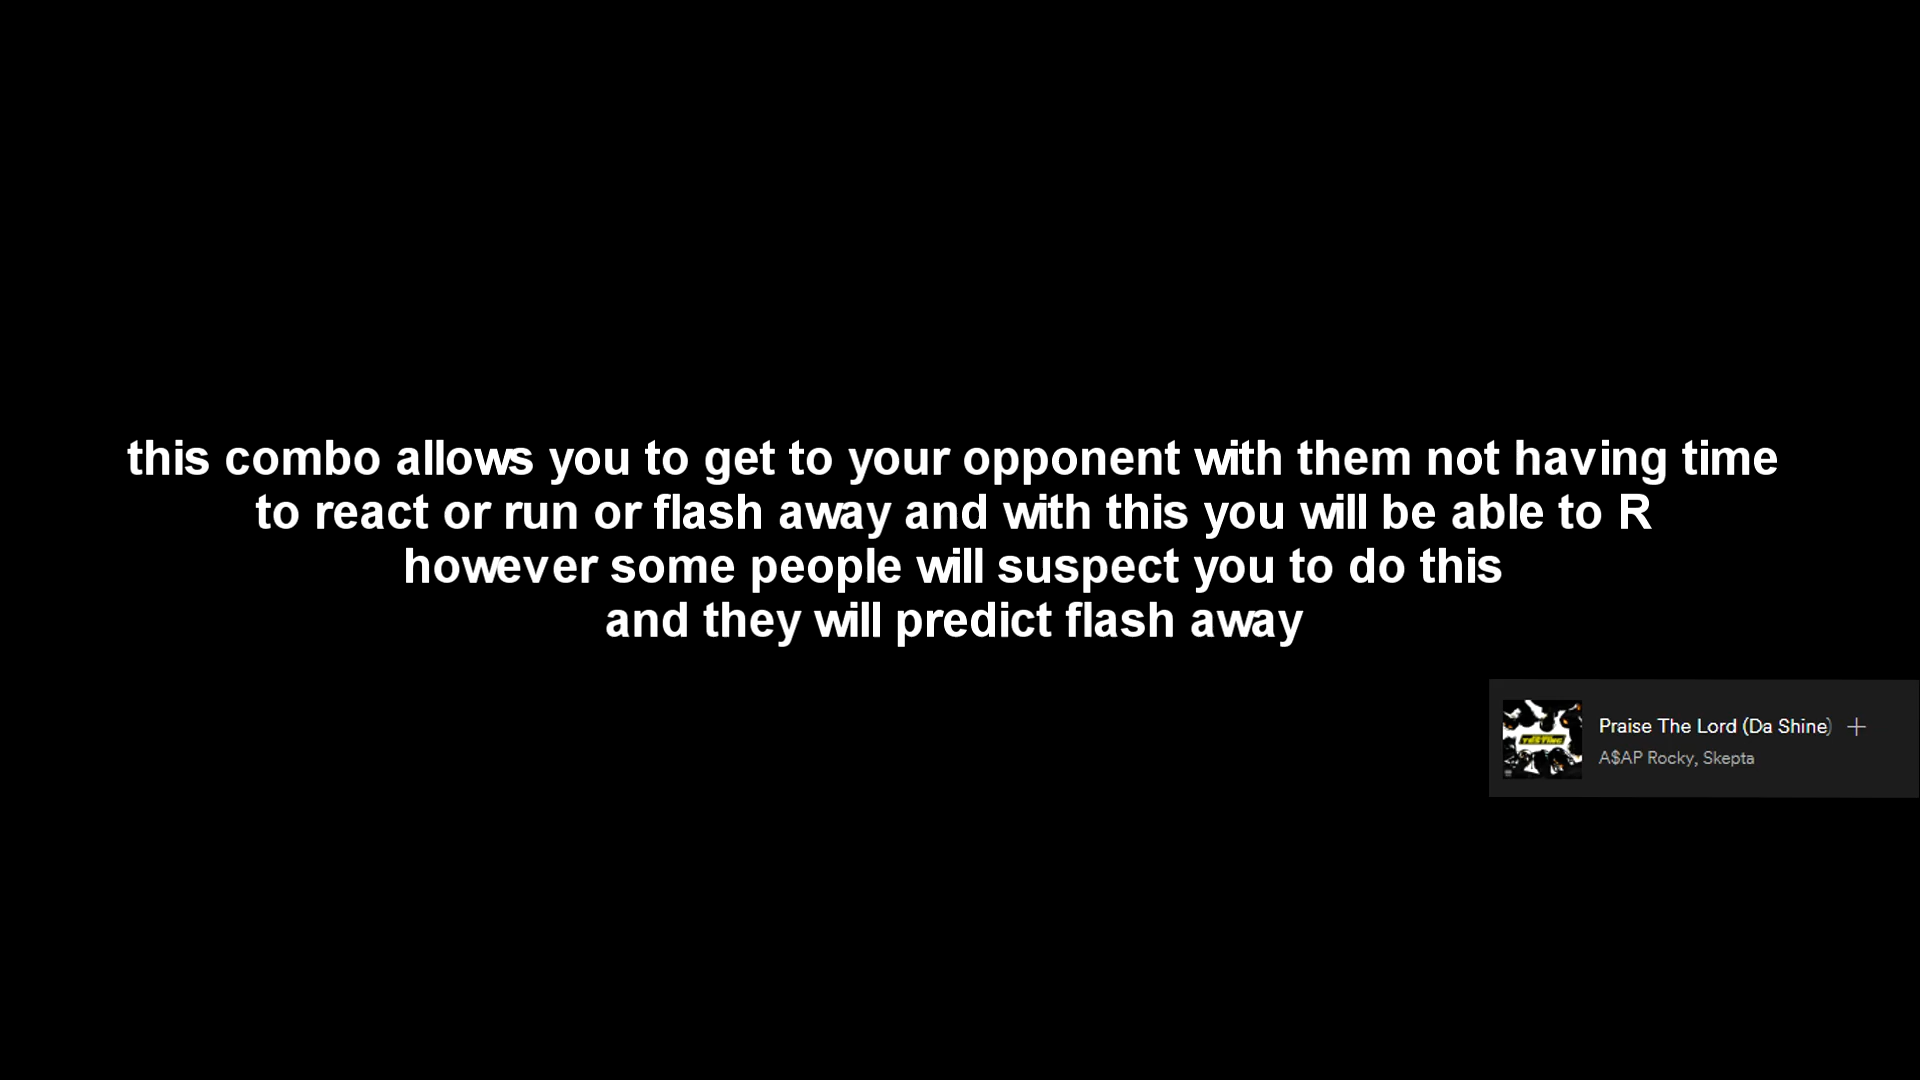 this combo allows you to get to your opponent with them not having time
to react or run or flash away and with this you will be able to R
however some people will suspect you to do this
and they will predict flash away
Praise The Lord (Da Shine)
A$AP Rocky, Skepta
TESTING